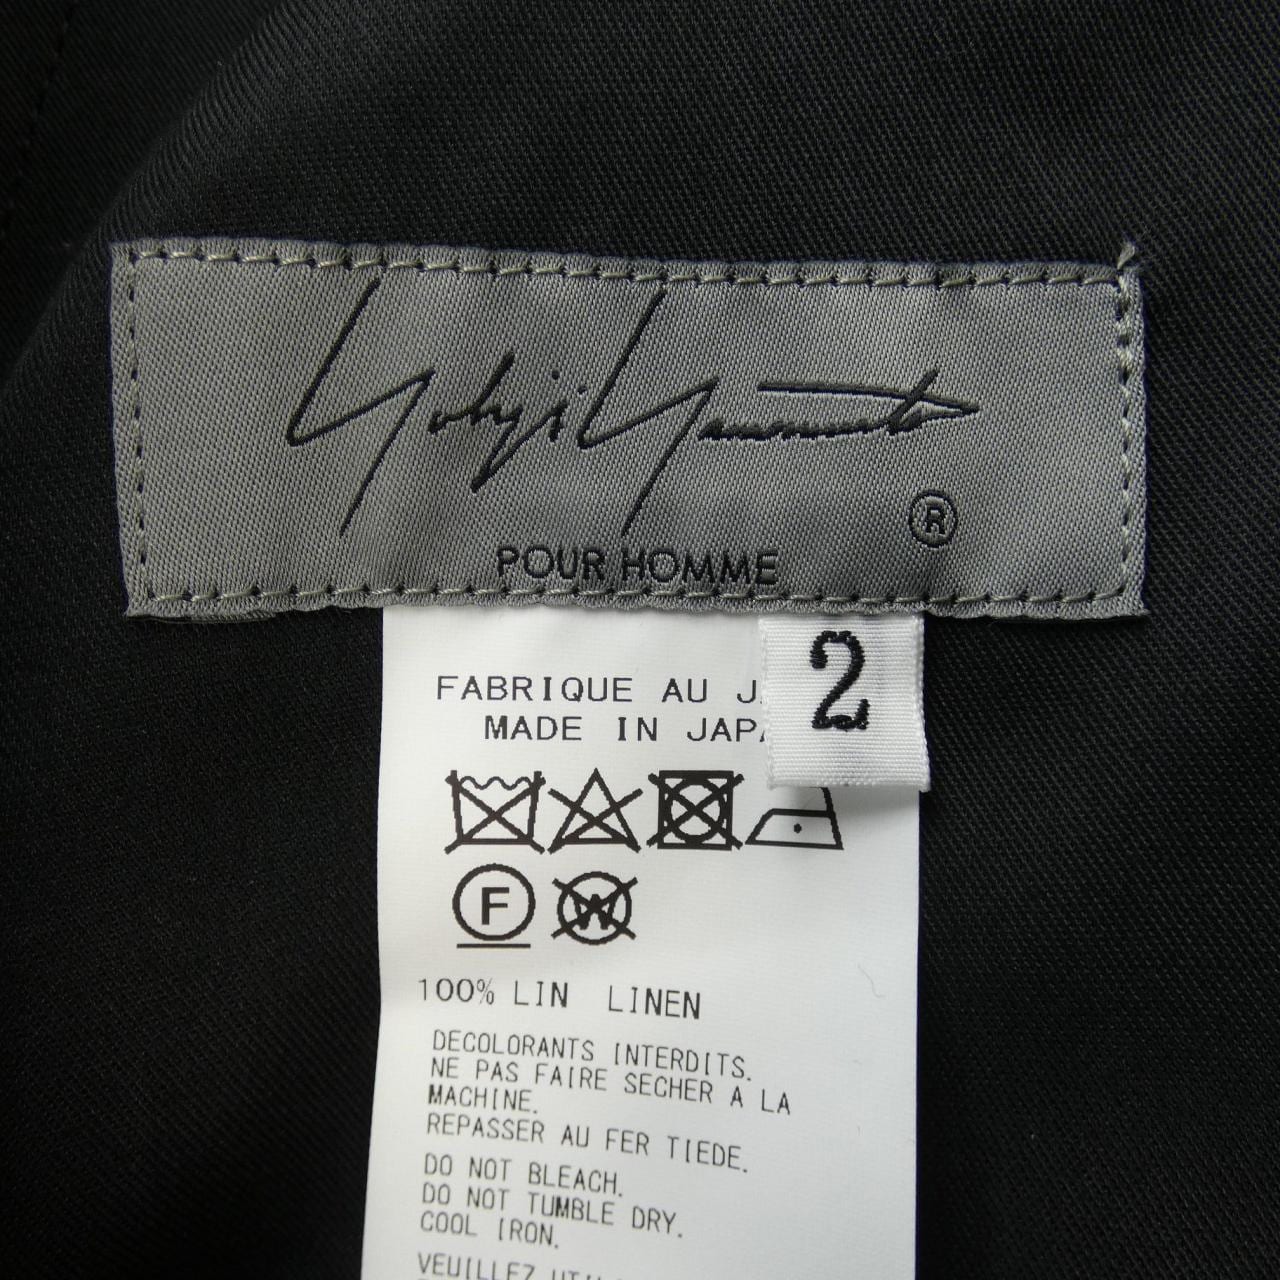 Yohji Yamamoto
®
POUR HOMME
2
FABRIQUE AU
MADE IN
F
W
100% LIN LINEN
DECOLORANTS INTERDITS.
NE PAS FAIRE SECHER A LA
MACHINE.
REPASSER AU FER TIEDE.
DO NOT BLEACH.
DO NOT TUMBLE DRY.
COOL IRON.
VEUILLEZ